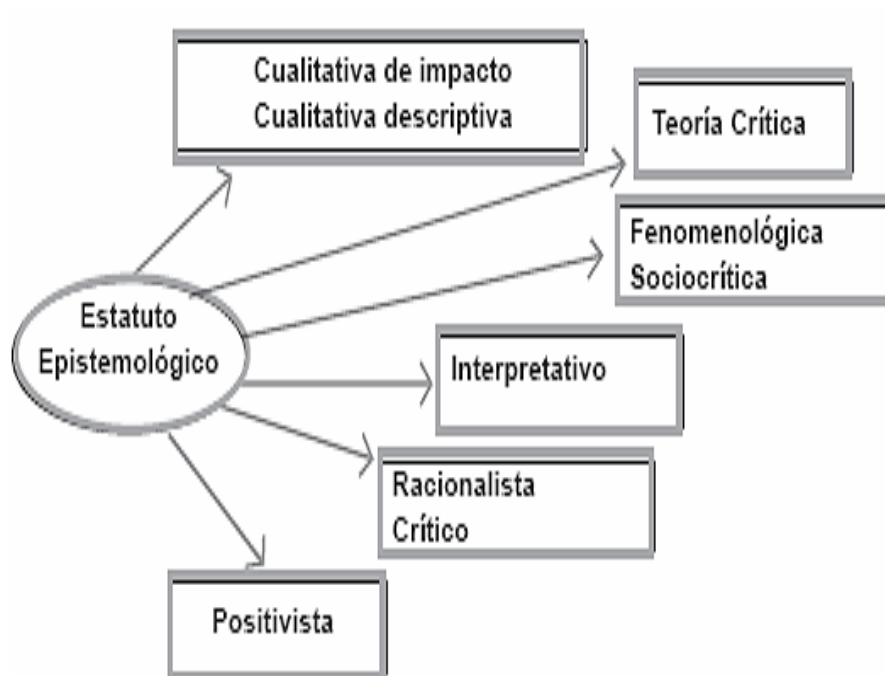 Cualitativa de impacto
Cualitativa descriptiva
Teoría Crítica
Fenomenológica
Sociocrítica
Estatuto
Epistemológico
Interpretativo
Racionalista
Crítico
Positivista